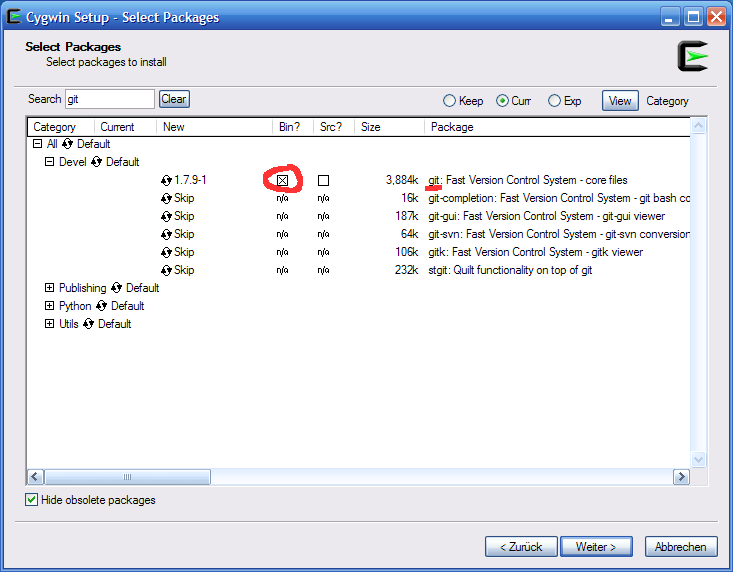 Cygwin Setup - Select Packages
Select Packages
Select packages to install
Search git Clear Keep Curr Exp View Category
Category Current New Bin? Src? Size Package
All Default
Devel Default
1.7.9-1 3,884k git: Fast Version Control System - core files
Skip n/a n/a 16k git-completion: Fast Version Control System - git bash co
Skip n/a n/a 187k git-gui: Fast Version Control System - git-gui viewer
Skip n/a n/a 64k git-svn: Fast Version Control System - git-svn conversion
Skip n/a n/a 106k gitk: Fast Version Control System - gitk viewer
Skip n/a n/a 232k stgit: Quilt functionality on top of git
Publishing Default
Python Default
Utils Default
Hide obsolete packages
< Zurück Weiter > Abbrechen